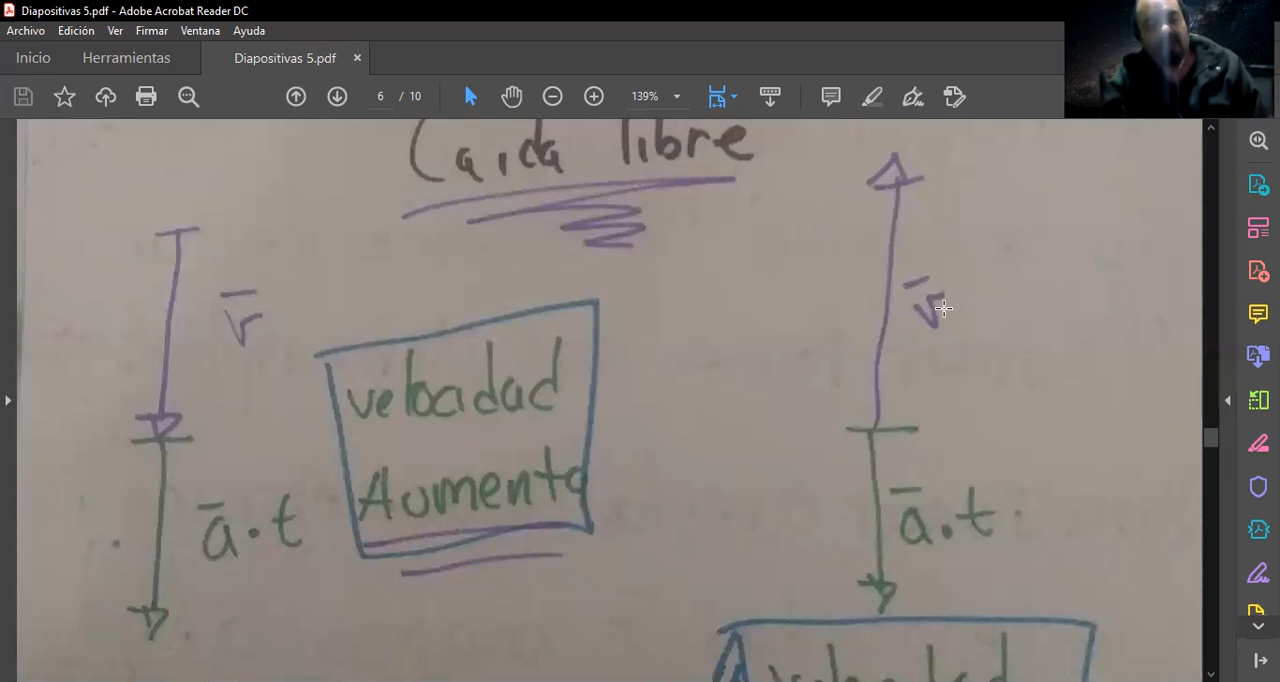 Diapositivas 5.pdf - Adobe Acrobat Reader DC
Archivo Edición Ver Firmar Ventana Ayuda
Inicio Herramientas Diapositivas 5.pdf ×
6 / 10 139%
Caida libre
v̅
v̅
velocidad
Aumenta
a̅.t
a̅.t
velocidad